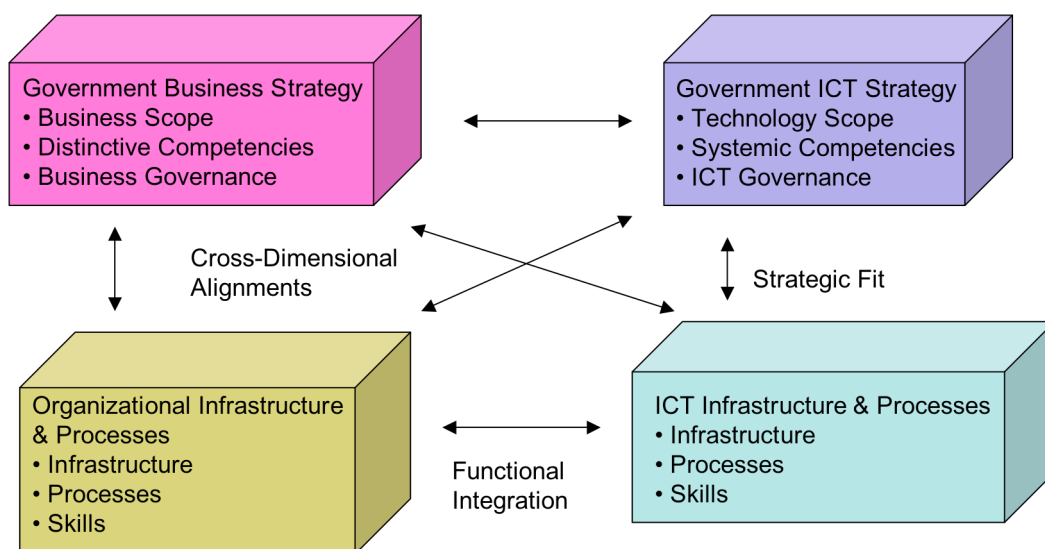 Government Business Strategy
• Business Scope
• Distinctive Competencies
• Business Governance
Government ICT Strategy
• Technology Scope
• Systemic Competencies
• ICT Governance
Cross-Dimensional
Alignments
Strategic Fit
Organizational Infrastructure
& Processes
• Infrastructure
• Processes
• Skills
Functional
Integration
ICT Infrastructure & Processes
• Infrastructure
• Processes
• Skills